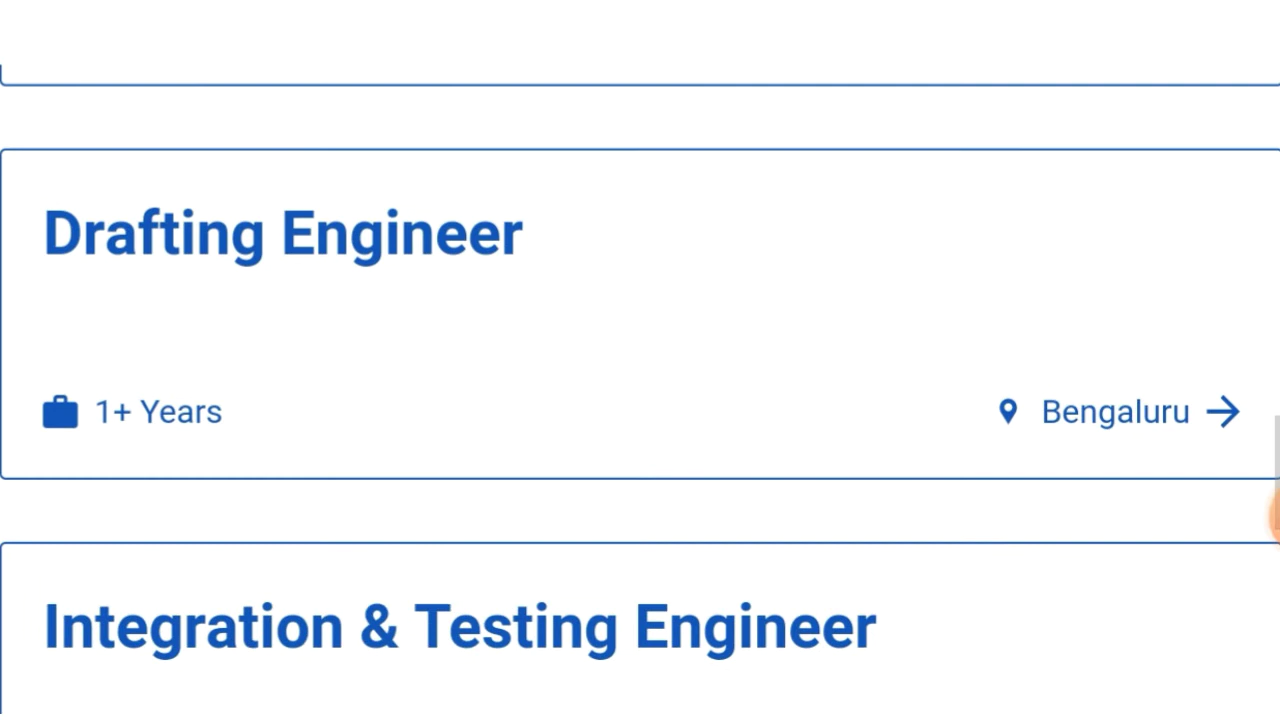 Drafting Engineer
1+ Years
Bengaluru
Integration & Testing Engineer